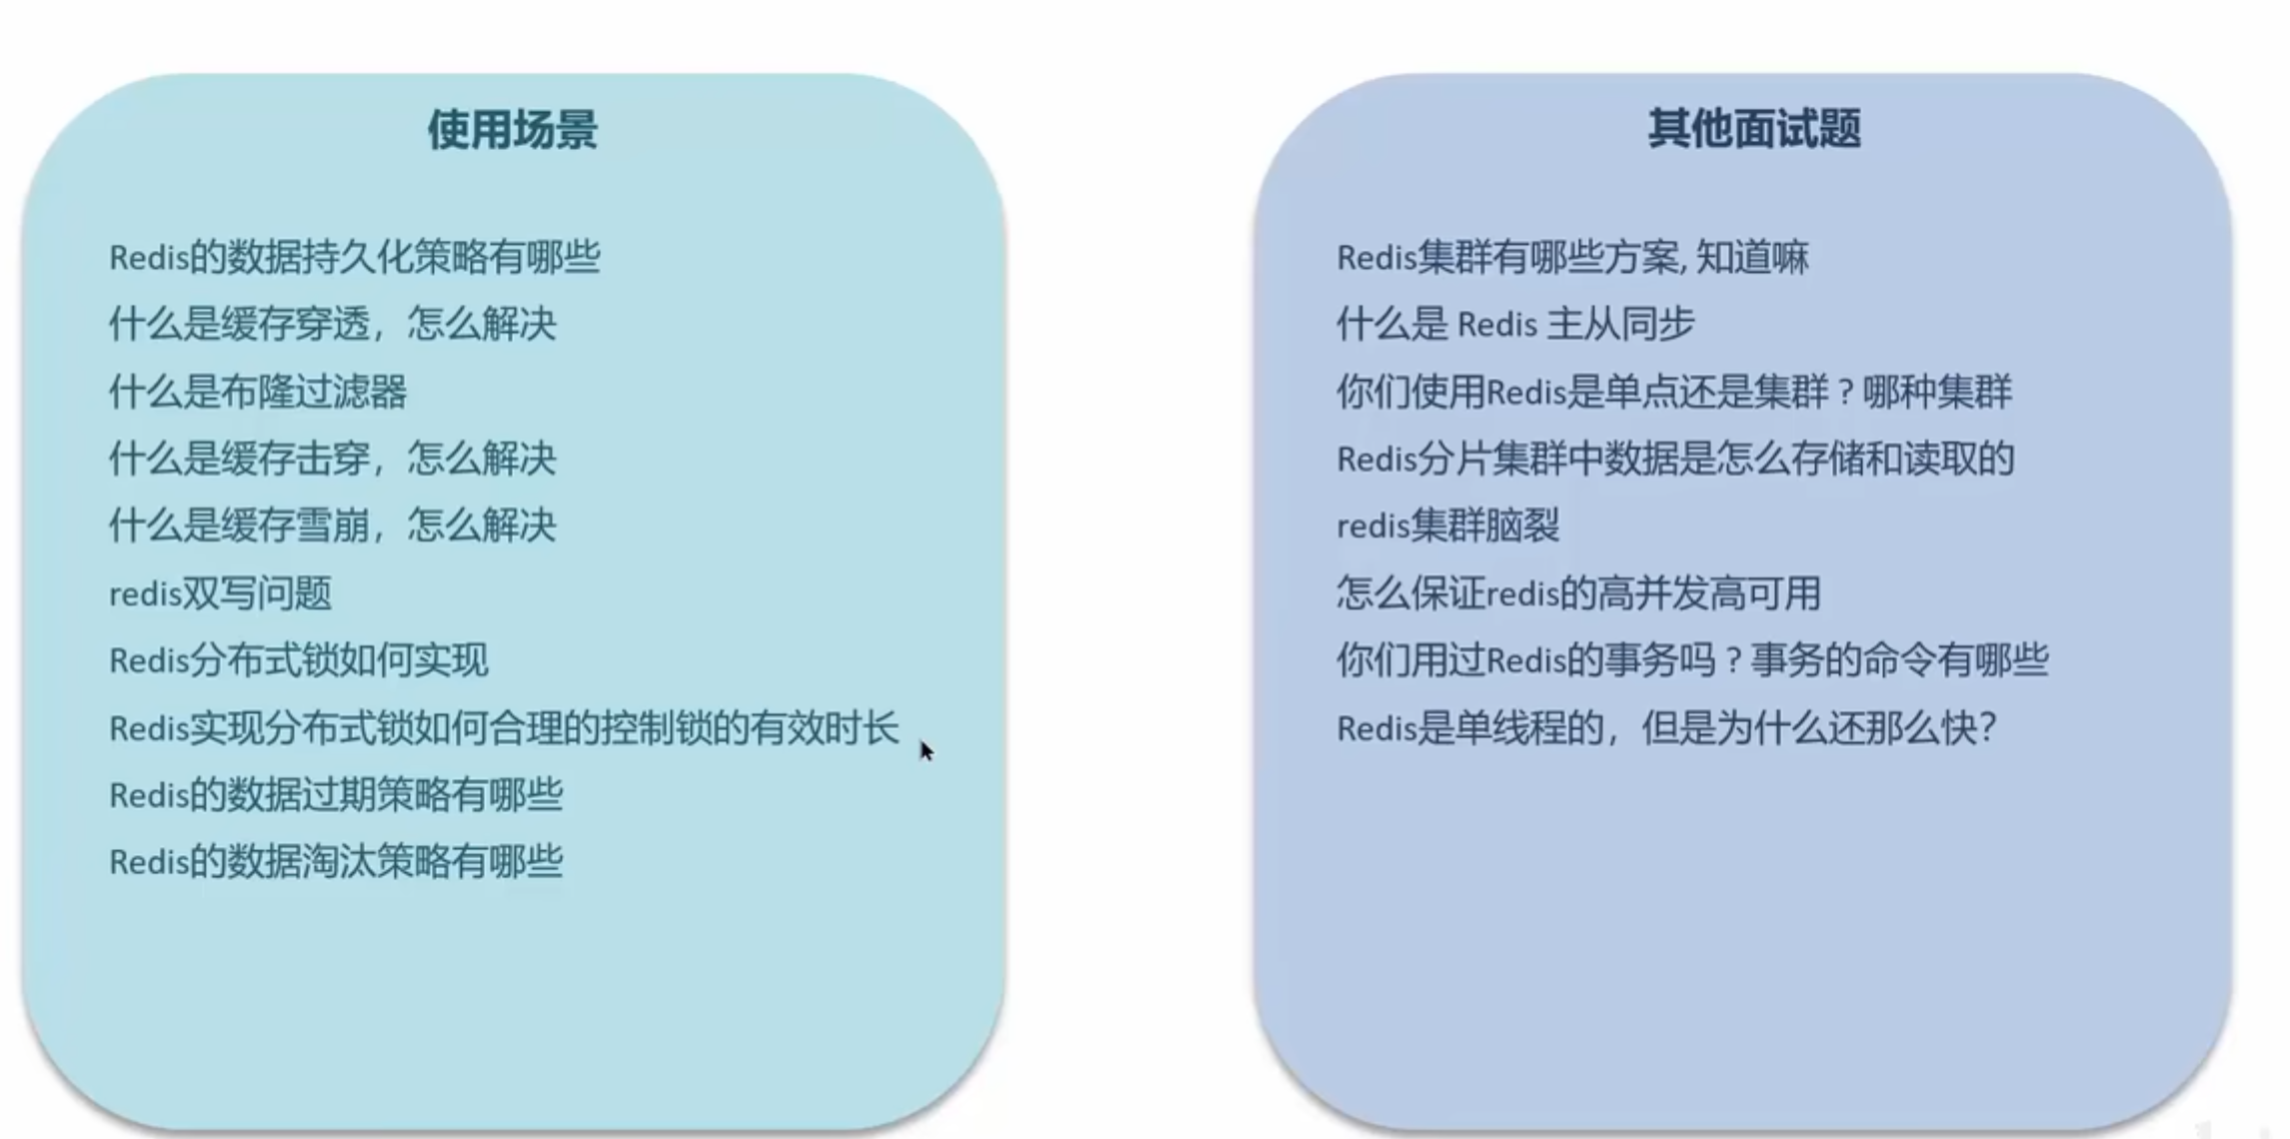 使用场景
Redis的数据持久化策略有哪些
什么是缓存穿透，怎么解决
什么是布隆过滤器
什么是缓存击穿，怎么解决
什么是缓存雪崩，怎么解决
redis双写问题
Redis分布式锁如何实现
Redis实现分布式锁如何合理的控制锁的有效时长
Redis的数据过期策略有哪些
Redis的数据淘汰策略有哪些
其他面试题
Redis集群有哪些方案, 知道嘛
什么是 Redis 主从同步
你们使用Redis是单点还是集群？哪种集群
Redis分片集群中数据是怎么存储和读取的
redis集群脑裂
怎么保证redis的高并发高可用
你们用过Redis的事务吗？事务的命令有哪些
Redis是单线程的，但是为什么还那么快？